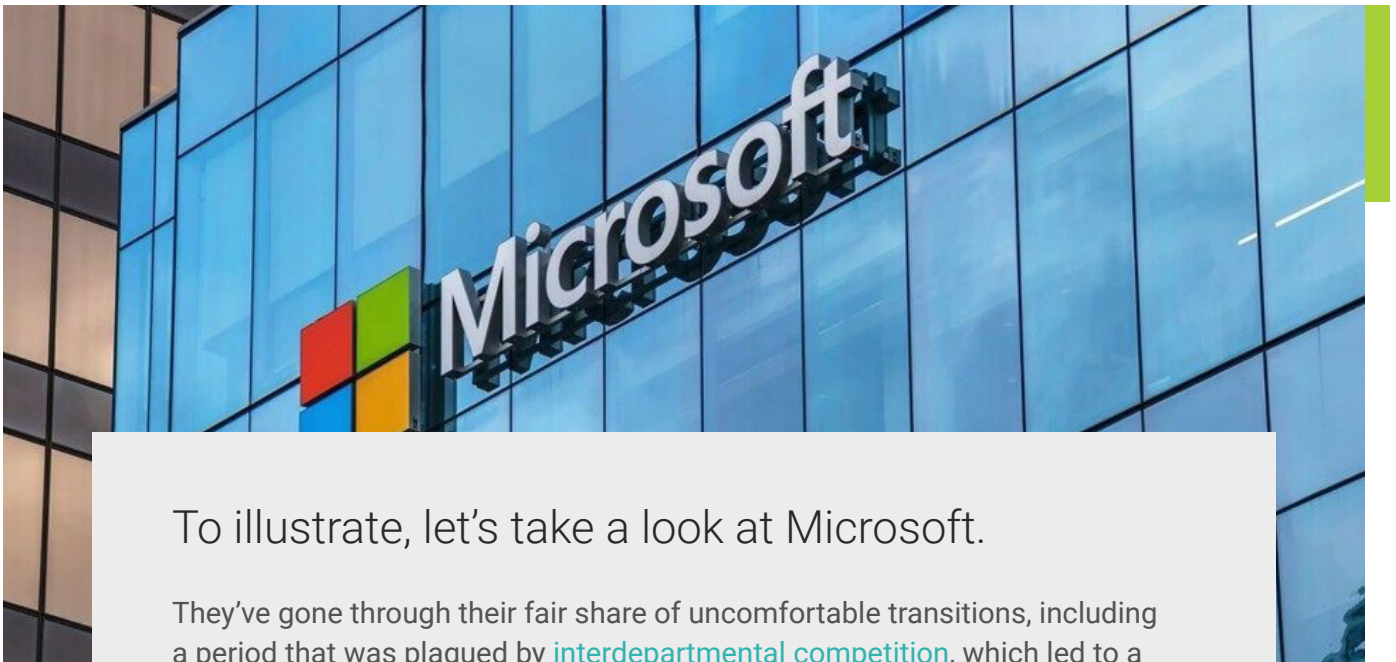 Microsoft
To illustrate, let's take a look at Microsoft.
They've gone through their fair share of uncomfortable transitions, including
a period that was plagued by interdepartmental competition, which led to a